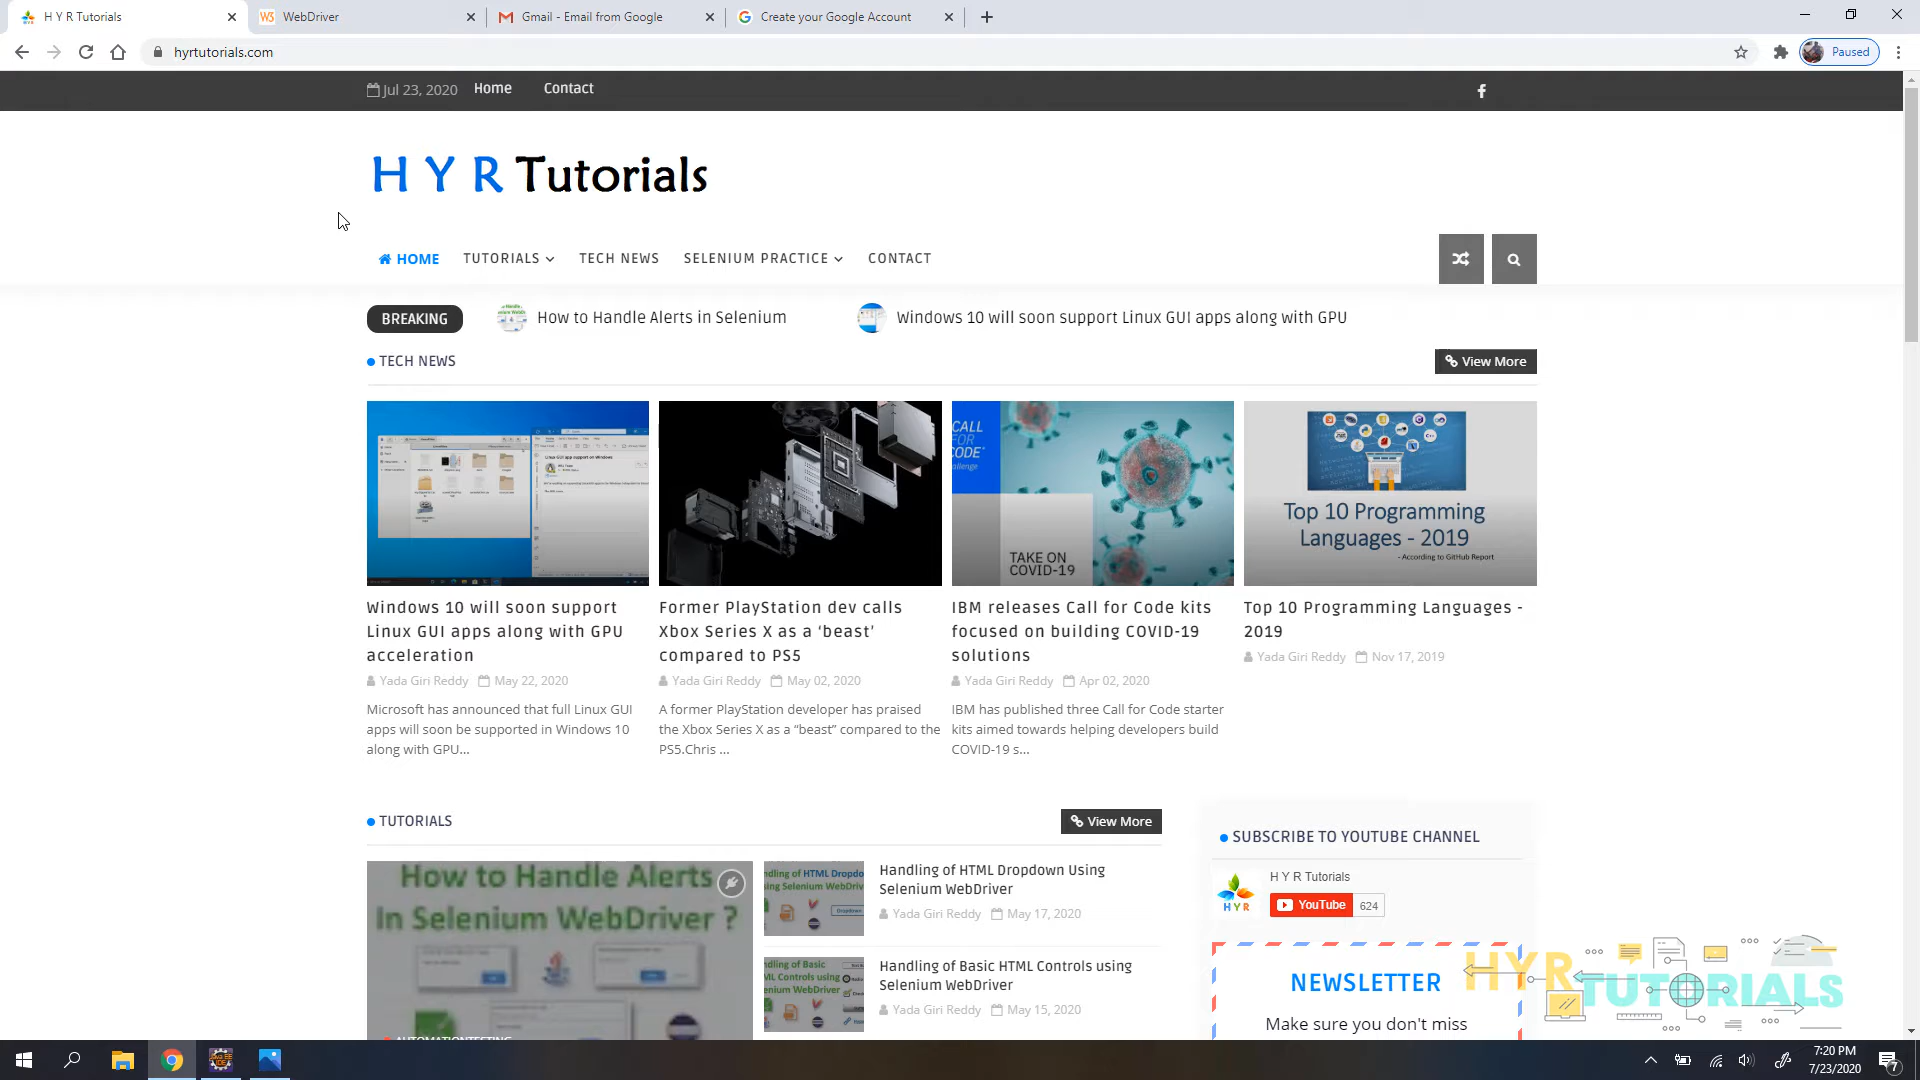 H Y R Tutorials
WebDriver
Gmail - Email from Google
Create your Google Account
hyrtutorials.com
Paused
Jul 23, 2020
Home
Contact
H Y R Tutorials
HOME
TUTORIALS
TECH NEWS
SELENIUM PRACTICE
CONTACT
BREAKING
How to Handle Alerts in Selenium
Windows 10 will soon support Linux GUI apps along with GPU
TECH NEWS
View More
CALL
FOR
CODE
TAKE ON
COVID-19
Top 10 Programming
Languages - 2019
- According to GitHub Report
Windows 10 will soon support
Linux GUI apps along with GPU
acceleration
Yada Giri Reddy May 22, 2020
Microsoft has announced that full Linux GUI
apps will soon be supported in Windows 10
along with GPU...
Former PlayStation dev calls
Xbox Series X as a ‘beast’
compared to PS5
Yada Giri Reddy May 02, 2020
A former PlayStation developer has praised
the Xbox Series X as a “beast” compared to the
PS5.Chris ...
IBM releases Call for Code kits
focused on building COVID-19
solutions
Yada Giri Reddy Apr 02, 2020
IBM has published three Call for Code starter
kits aimed towards helping developers build
COVID-19 s...
Top 10 Programming Languages -
2019
Yada Giri Reddy Nov 17, 2019
TUTORIALS
View More
How to Handle Alerts
In Selenium WebDriver ?
Handling of HTML Dropdown Using
Selenium WebDriver
Yada Giri Reddy May 17, 2020
Handling of Basic HTML Controls using
Selenium WebDriver
Yada Giri Reddy May 15, 2020
SUBSCRIBE TO YOUTUBE CHANNEL
HYR
H Y R Tutorials
YouTube 624
NEWSLETTER
Make sure you don't miss
HYR
TUTORIALS
7:20 PM
7/23/2020
7